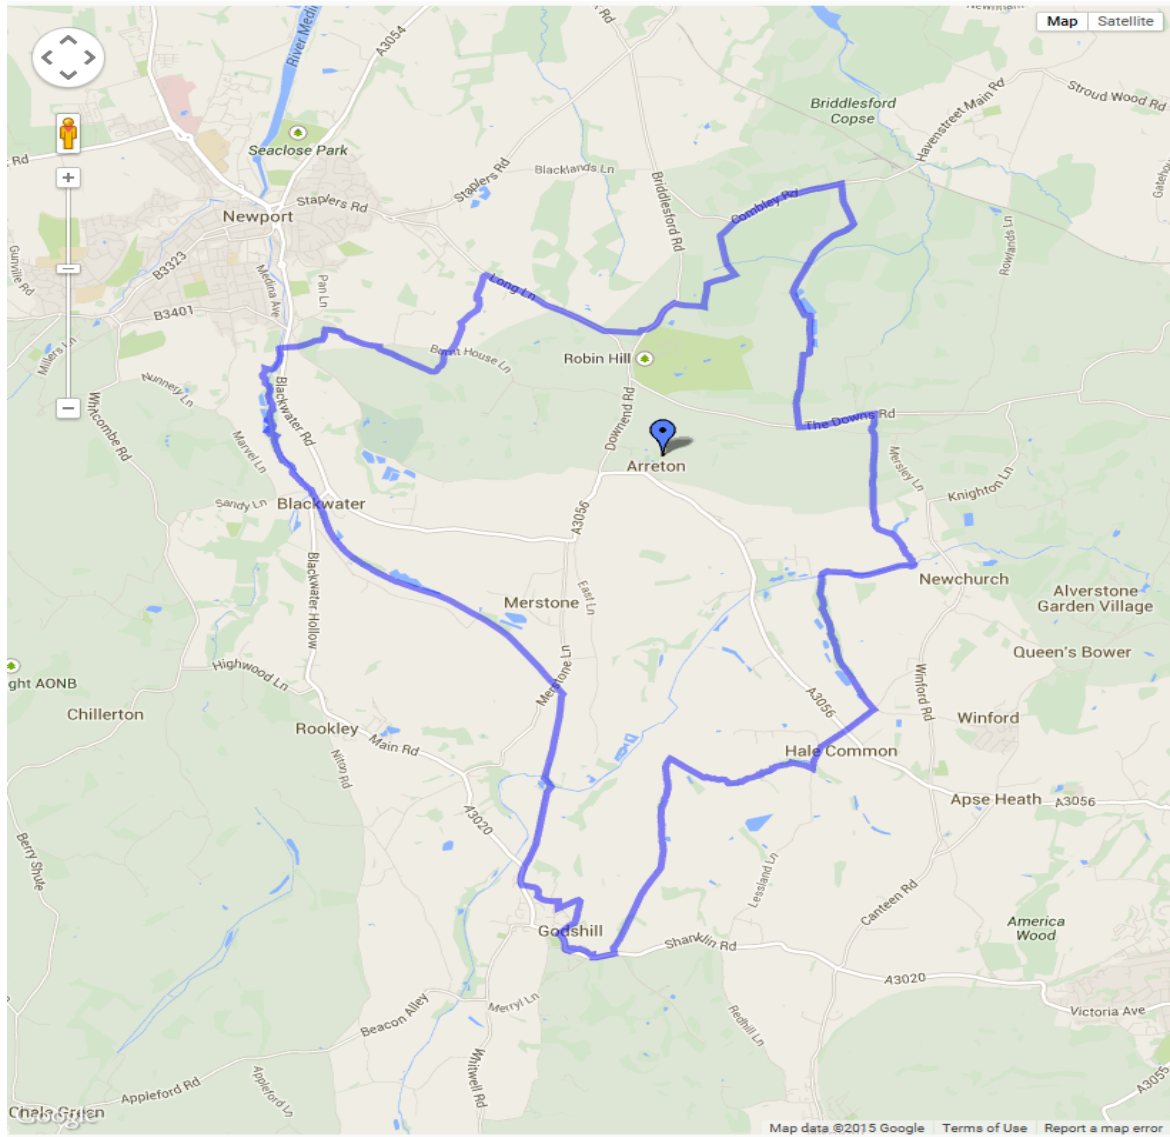 Map
Satellite
River Medi
A3054
Rd
Newnham
Briddlesford
Copse
Stroud Wood Rd
Havenstreet Main Rd
Seaclose Park
Rd
Staplers Rd
Blacklands Ln
Briddlesford Rd
Combley Rd
Gateho
Newport
Staplers Rd
Rowlands Ln
Gunville Rd
B3323
Medina Ave
Pan Ln
Long Ln
B3401
Millers Ln
Burnt House Ln
Robin Hill
Nunnery Ln
Whitcombe Rd
Blackwater Rd
Downend Rd
The Downs Rd
Marvel Ln
Arreton
Mersley Ln
Knighton Ln
Sandy Ln
Blackwater
A3056
Blackwater Hollow
East Ln
Newchurch
Merstone
Alverstone
Garden Village
Highwood Ln
Merstone Ln
Queen's Bower
ght AONB
Chillerton
A3056
Winford Rd
Winford
Rookley
Main Rd
Niton Rd
Hale Common
Apse Heath
A3056
A3020
Berry Shute
Lessland Ln
Canteen Rd
America
Wood
Godshill
Shanklin Rd
A3020
Beacon Alley
Merryl Ln
Redhill Ln
Victoria Ave
Whitwell Rd
Appleford Rd
Appleford Ln
A3055
Chale Green
Google
Map data ©2015 Google
Terms of Use
Report a map error